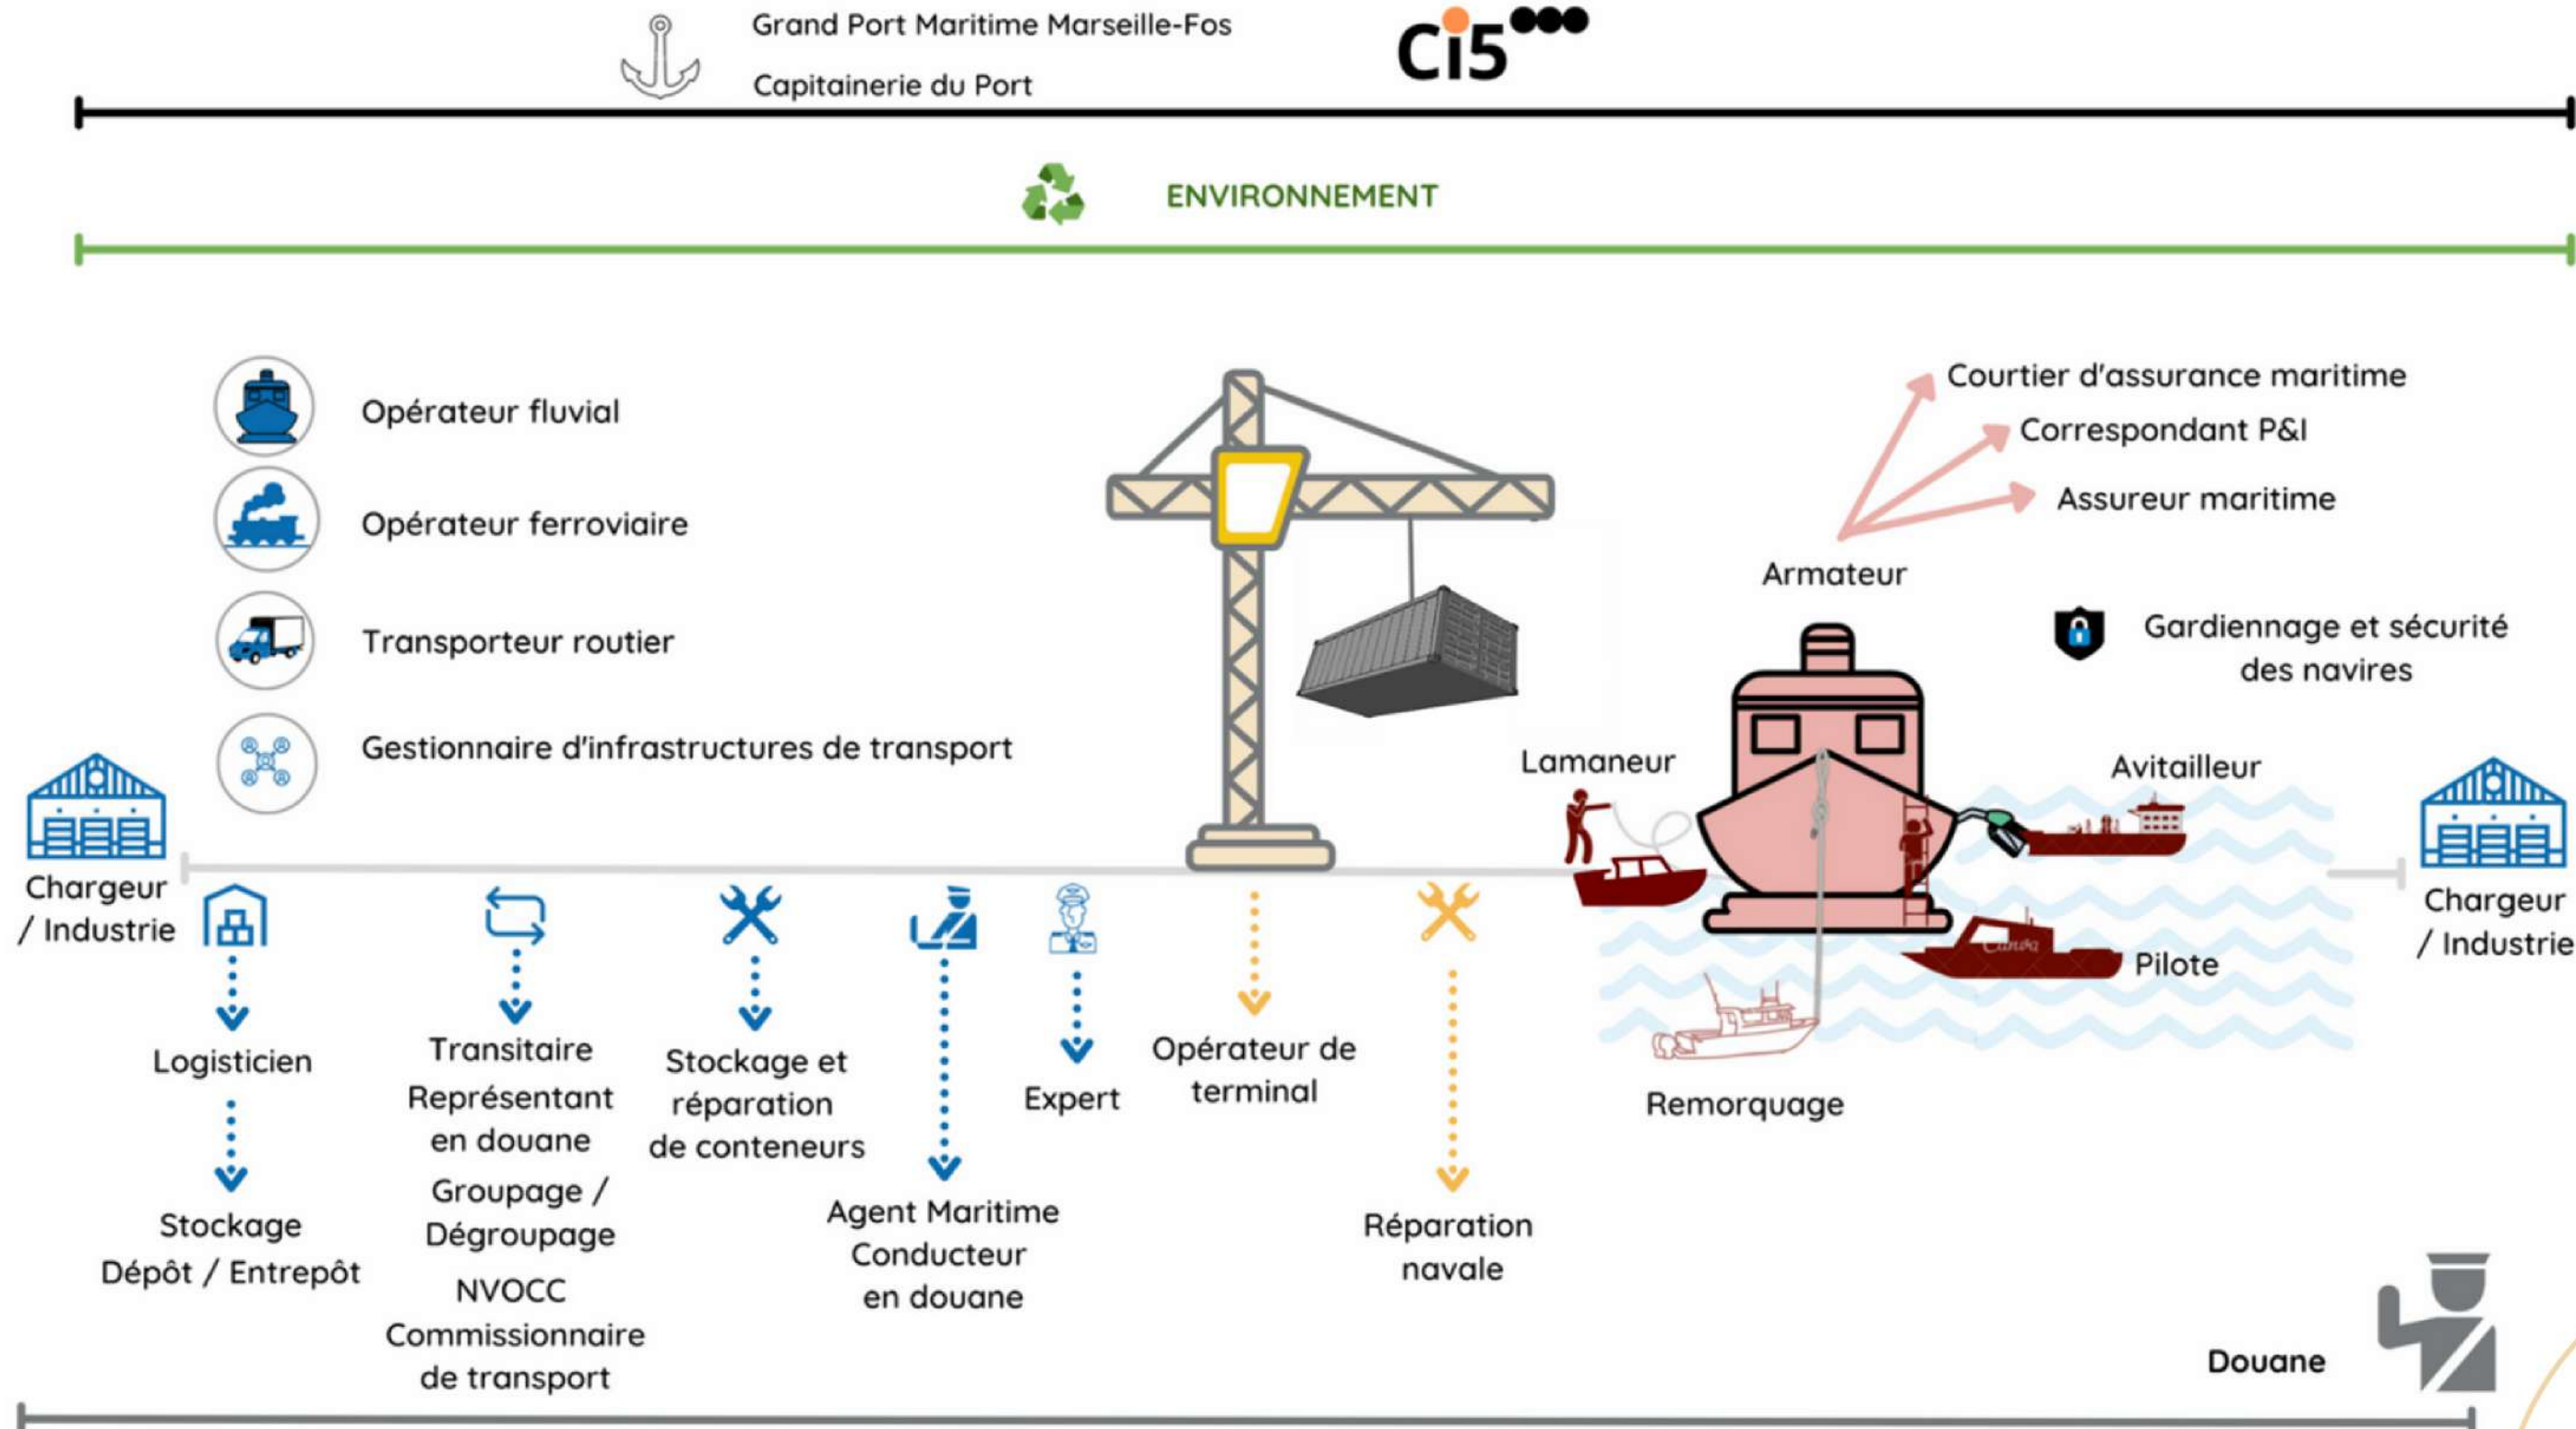 Grand Port Maritime Marseille-Fos
Capitainerie du Port
Ci5
ENVIRONNEMENT
Opérateur fluvial
Opérateur ferroviaire
Transporteur routier
Gestionnaire d'infrastructures de transport
Courtier d'assurance maritime
Correspondant P&I
Assureur maritime
Armateur
Gardiennage et sécurité
des navires
Lamaneur
Avitailleur
Chargeur
/ Industrie
Chargeur
/ Industrie
Canva
Pilote
Remorquage
Logisticien
Stockage
Dépôt / Entrepôt
Transitaire
Représentant
en douane
Groupage /
Dégroupage
NVOCC
Commissionnaire
de transport
Stockage et
réparation
de conteneurs
Agent Maritime
Conducteur
en douane
Expert
Opérateur de
terminal
Réparation
navale
Douane